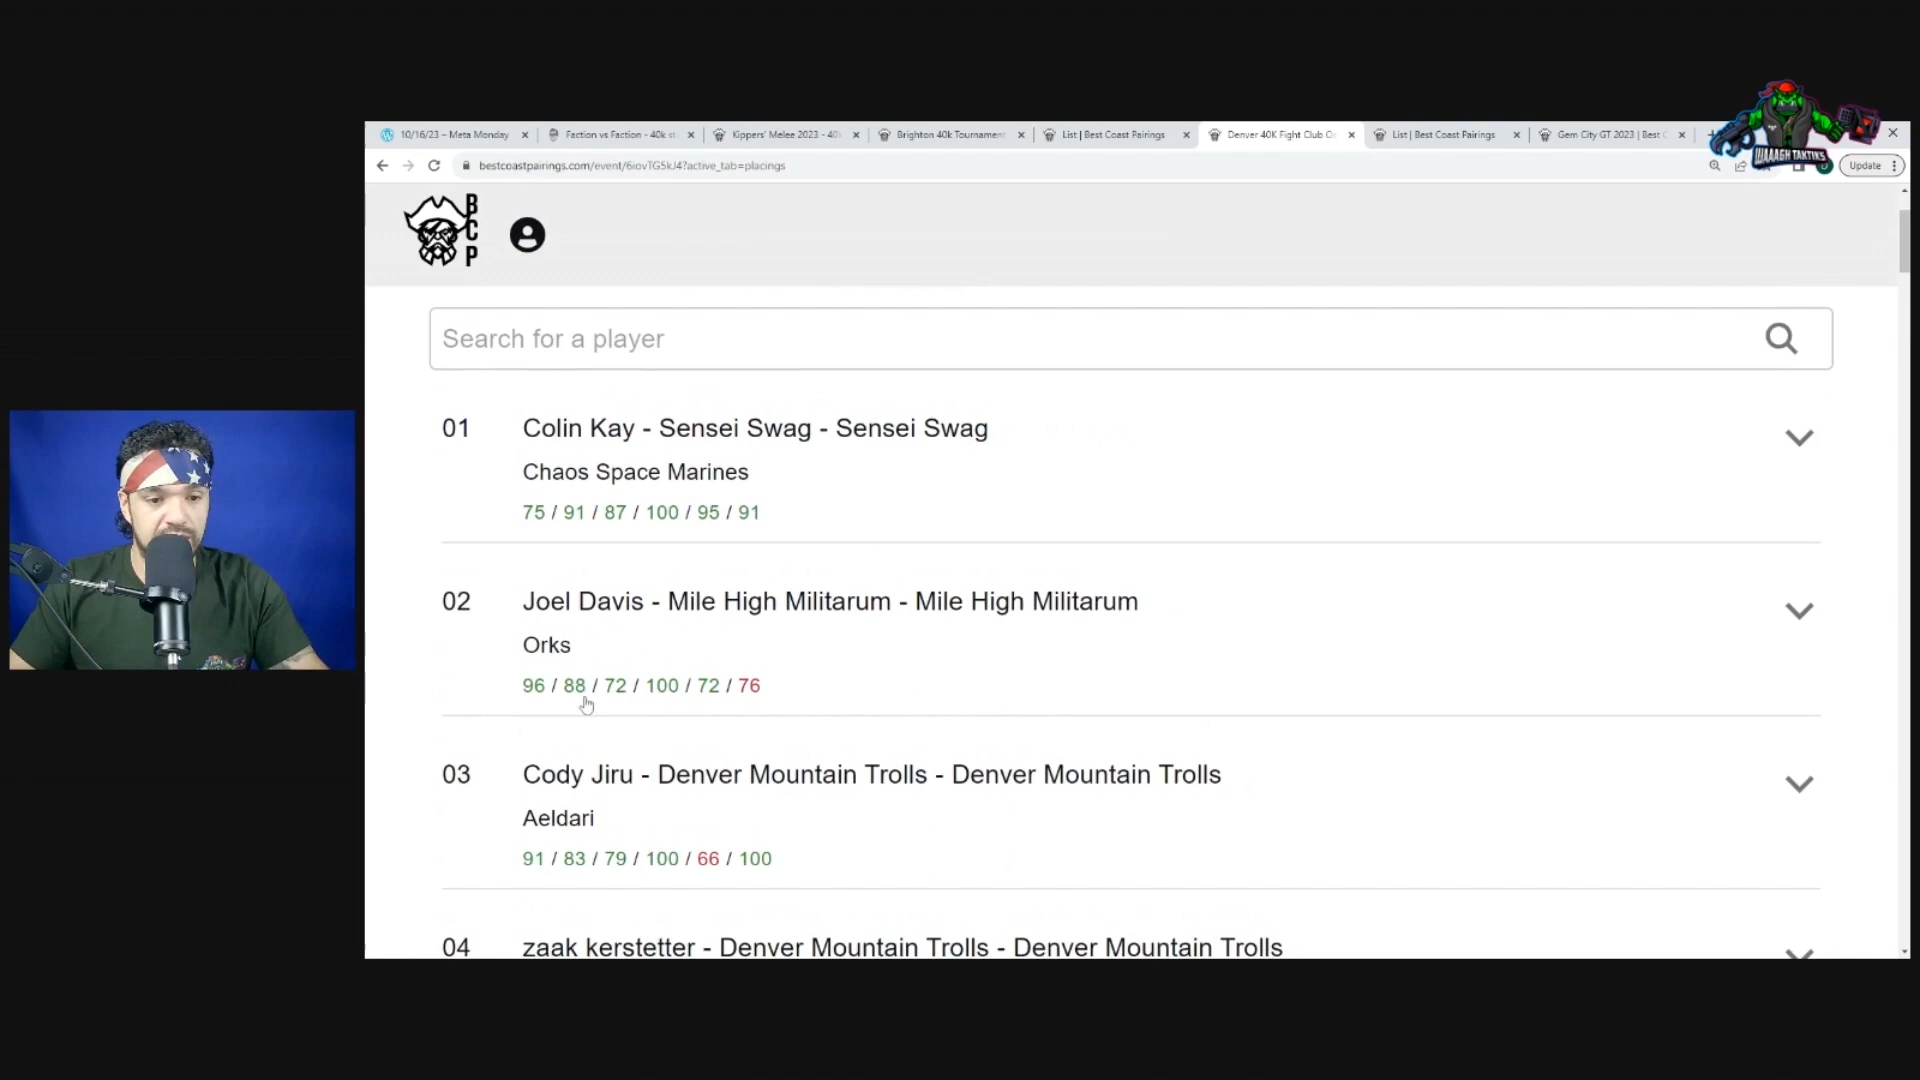 10/16/23 – Meta Monday
Faction vs Faction - 40k st
Kippers' Melee 2023 - 40
Brighton 40k Tournamen
List | Best Coast Pairings
Denver 40K Fight Club O
List | Best Coast Pairings
Gem City GT 2023 | Best C
WAAAGH TAKTIKS
bestcoastpairings.com/event/6iovTG5kJ4?active_tab=placings
Update
BCP
Search for a player
01 Colin Kay - Sensei Swag - Sensei Swag
Chaos Space Marines
75 / 91 / 87 / 100 / 95 / 91
02 Joel Davis - Mile High Militarum - Mile High Militarum
Orks
96 / 88 / 72 / 100 / 72 / 76
03 Cody Jiru - Denver Mountain Trolls - Denver Mountain Trolls
Aeldari
91 / 83 / 79 / 100 / 66 / 100
04 zaak kerstetter - Denver Mountain Trolls - Denver Mountain Trolls